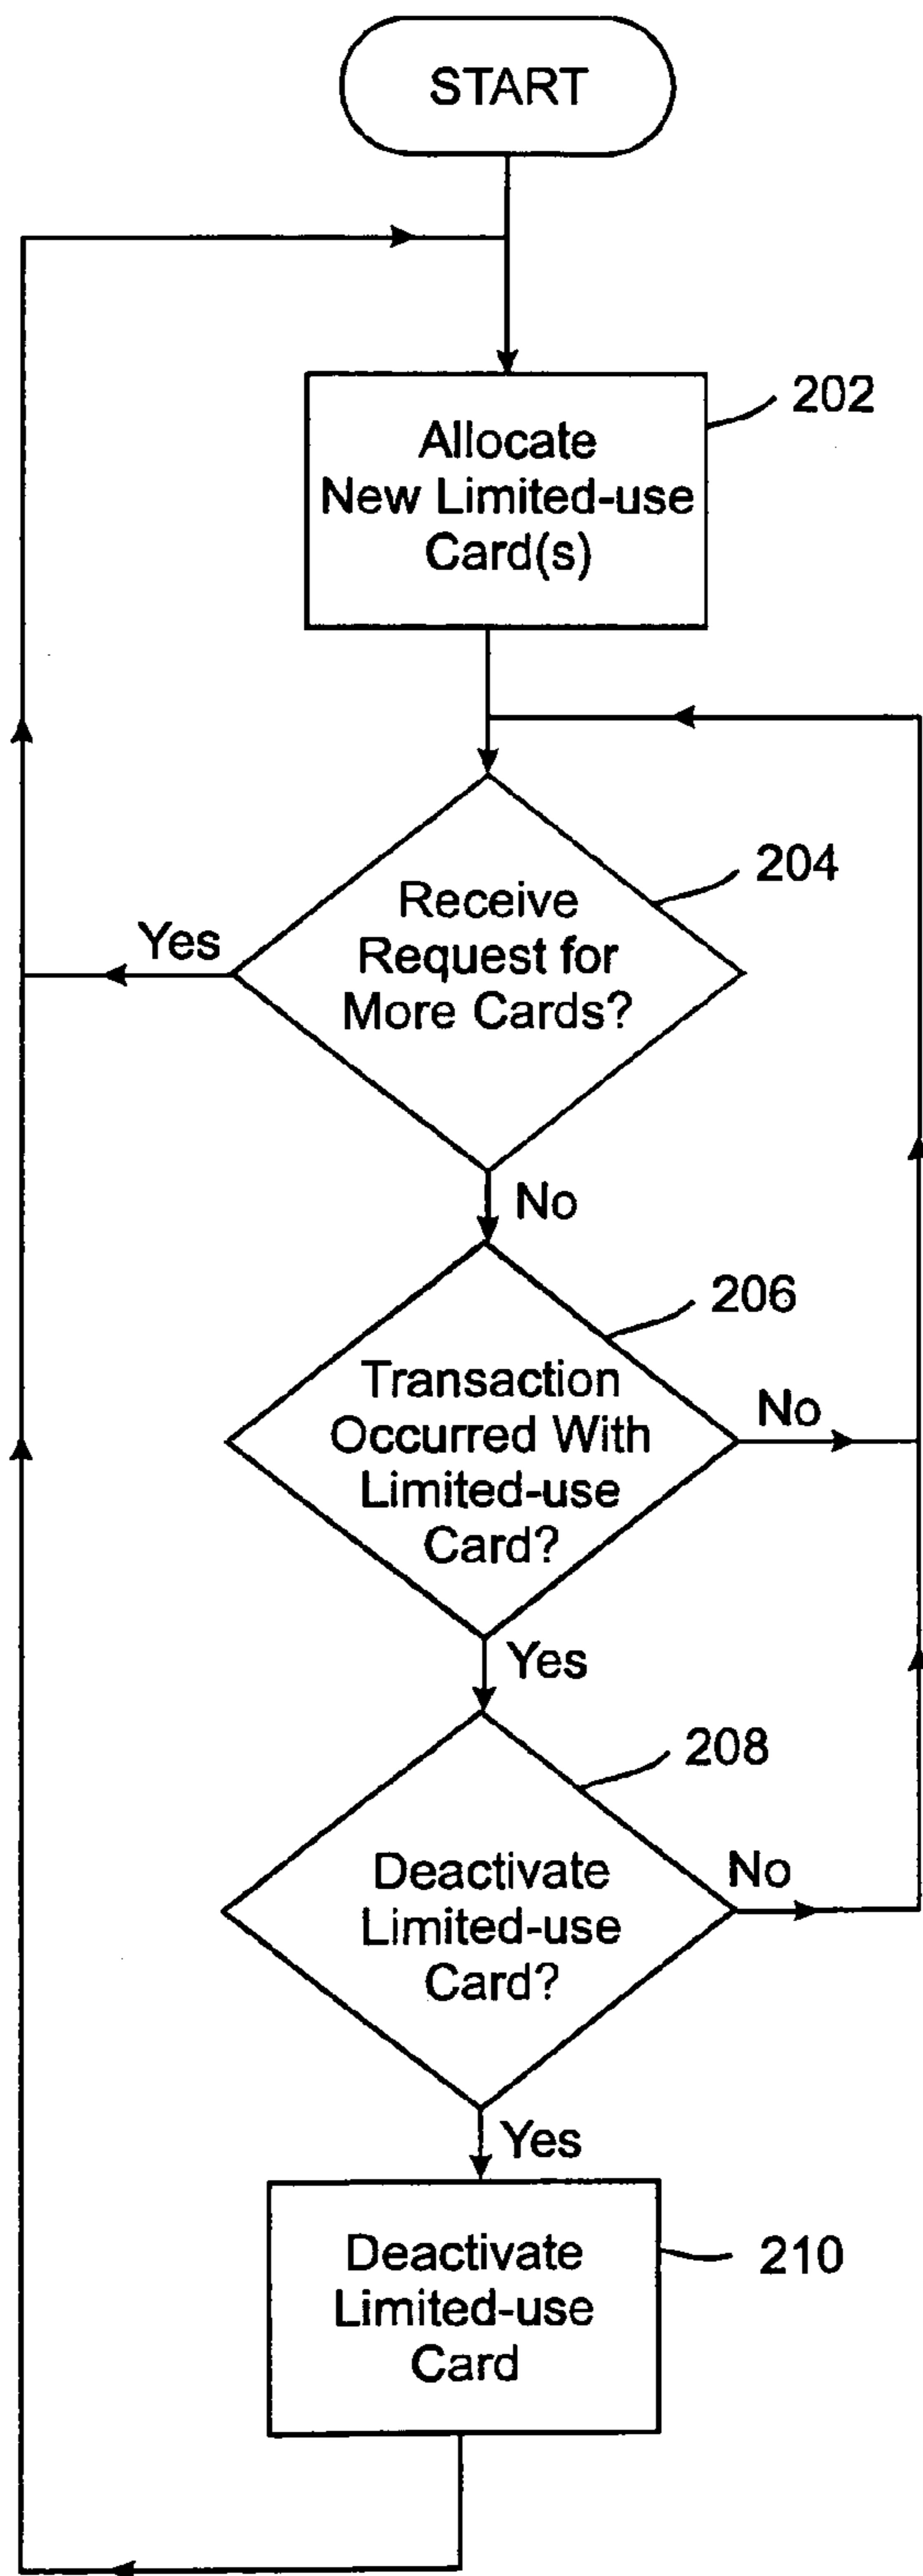 START
202
Allocate
New Limited-use
Card(s)
204
Receive
Request for
More Cards?
Yes
No
206
Transaction
Occurred With
Limited-use
Card?
No
Yes
208
Deactivate
Limited-use
Card?
No
Yes
Deactivate
Limited-use
Card
210